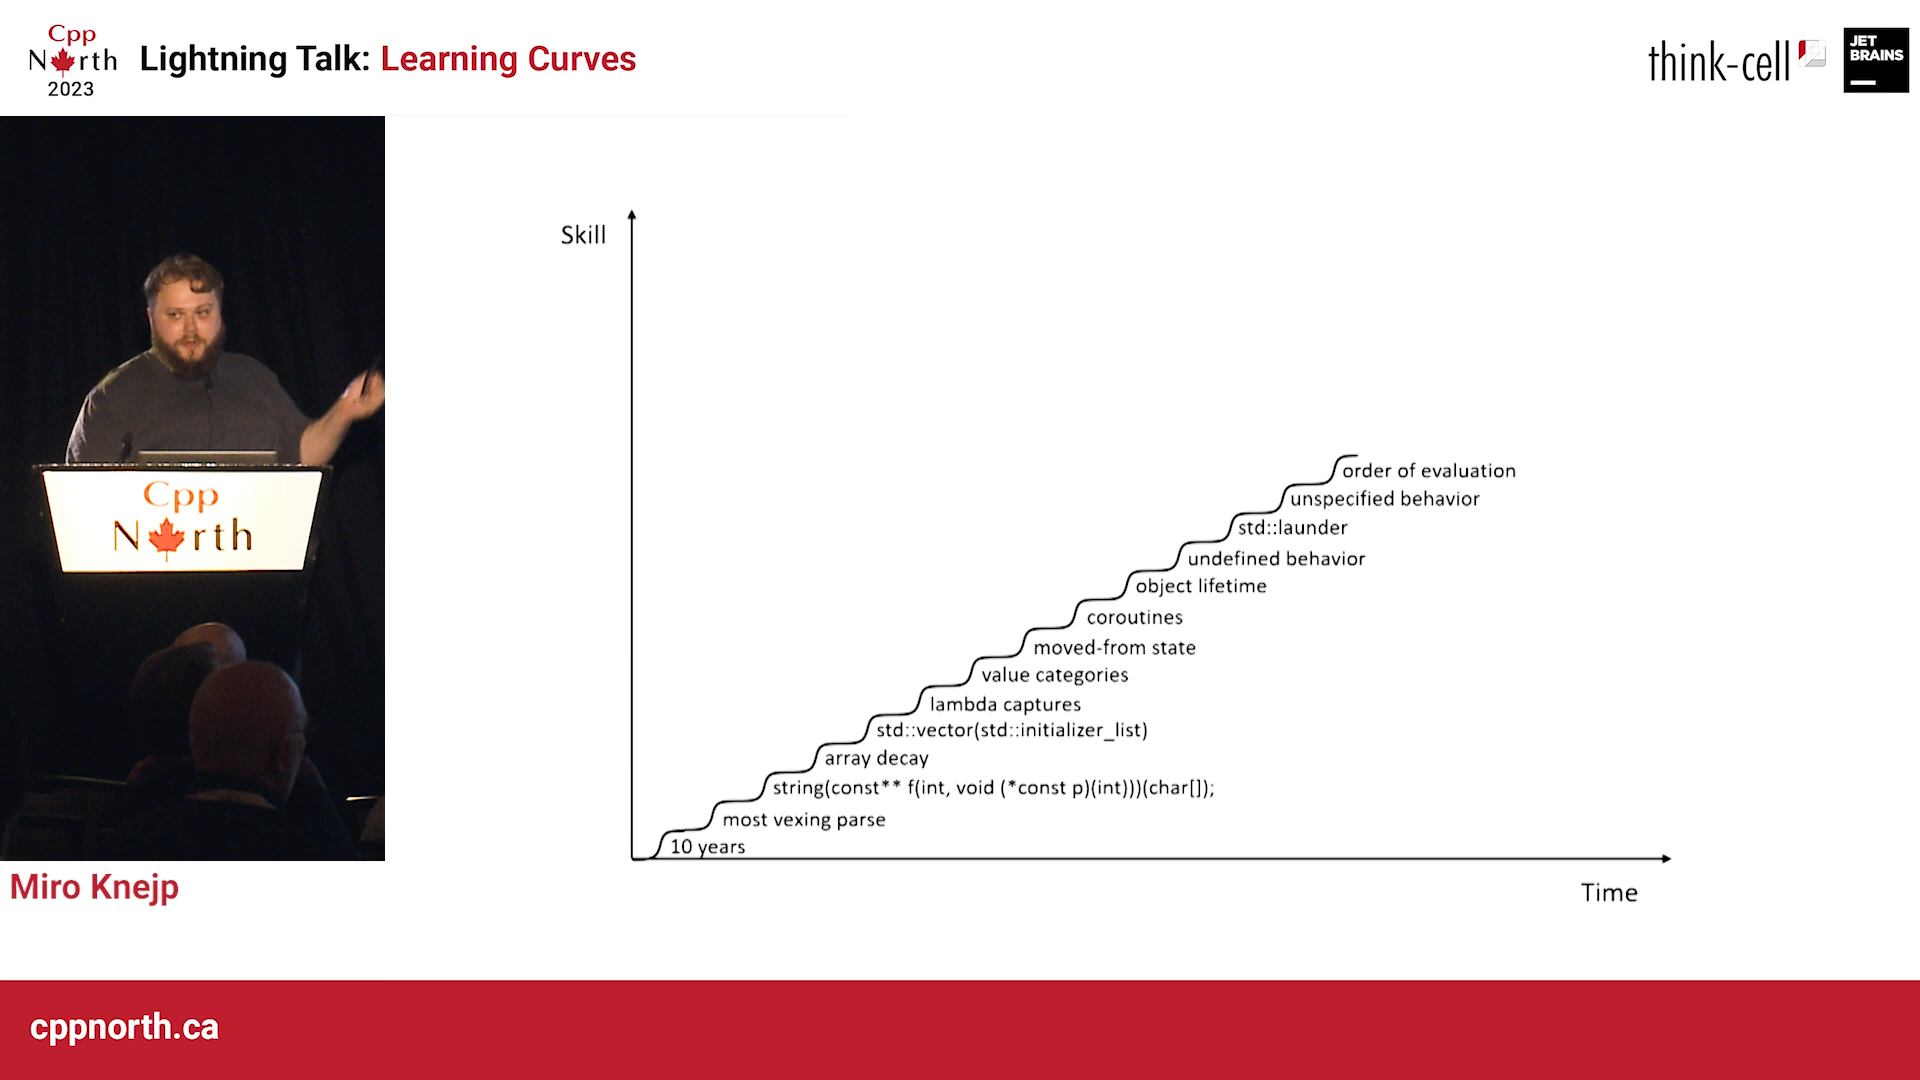 Cpp
North
2023
Lightning Talk: Learning Curves
think-cell
JET
BRAINS
Skill
order of evaluation
unspecified behavior
std::launder
undefined behavior
object lifetime
coroutines
moved-from state
value categories
lambda captures
std::vector(std::initializer_list)
array decay
string(const** f(int, void (*const p)(int)))(char[]);
most vexing parse
10 years
Time
Cpp
North
Miro Knejp
cppnorth.ca